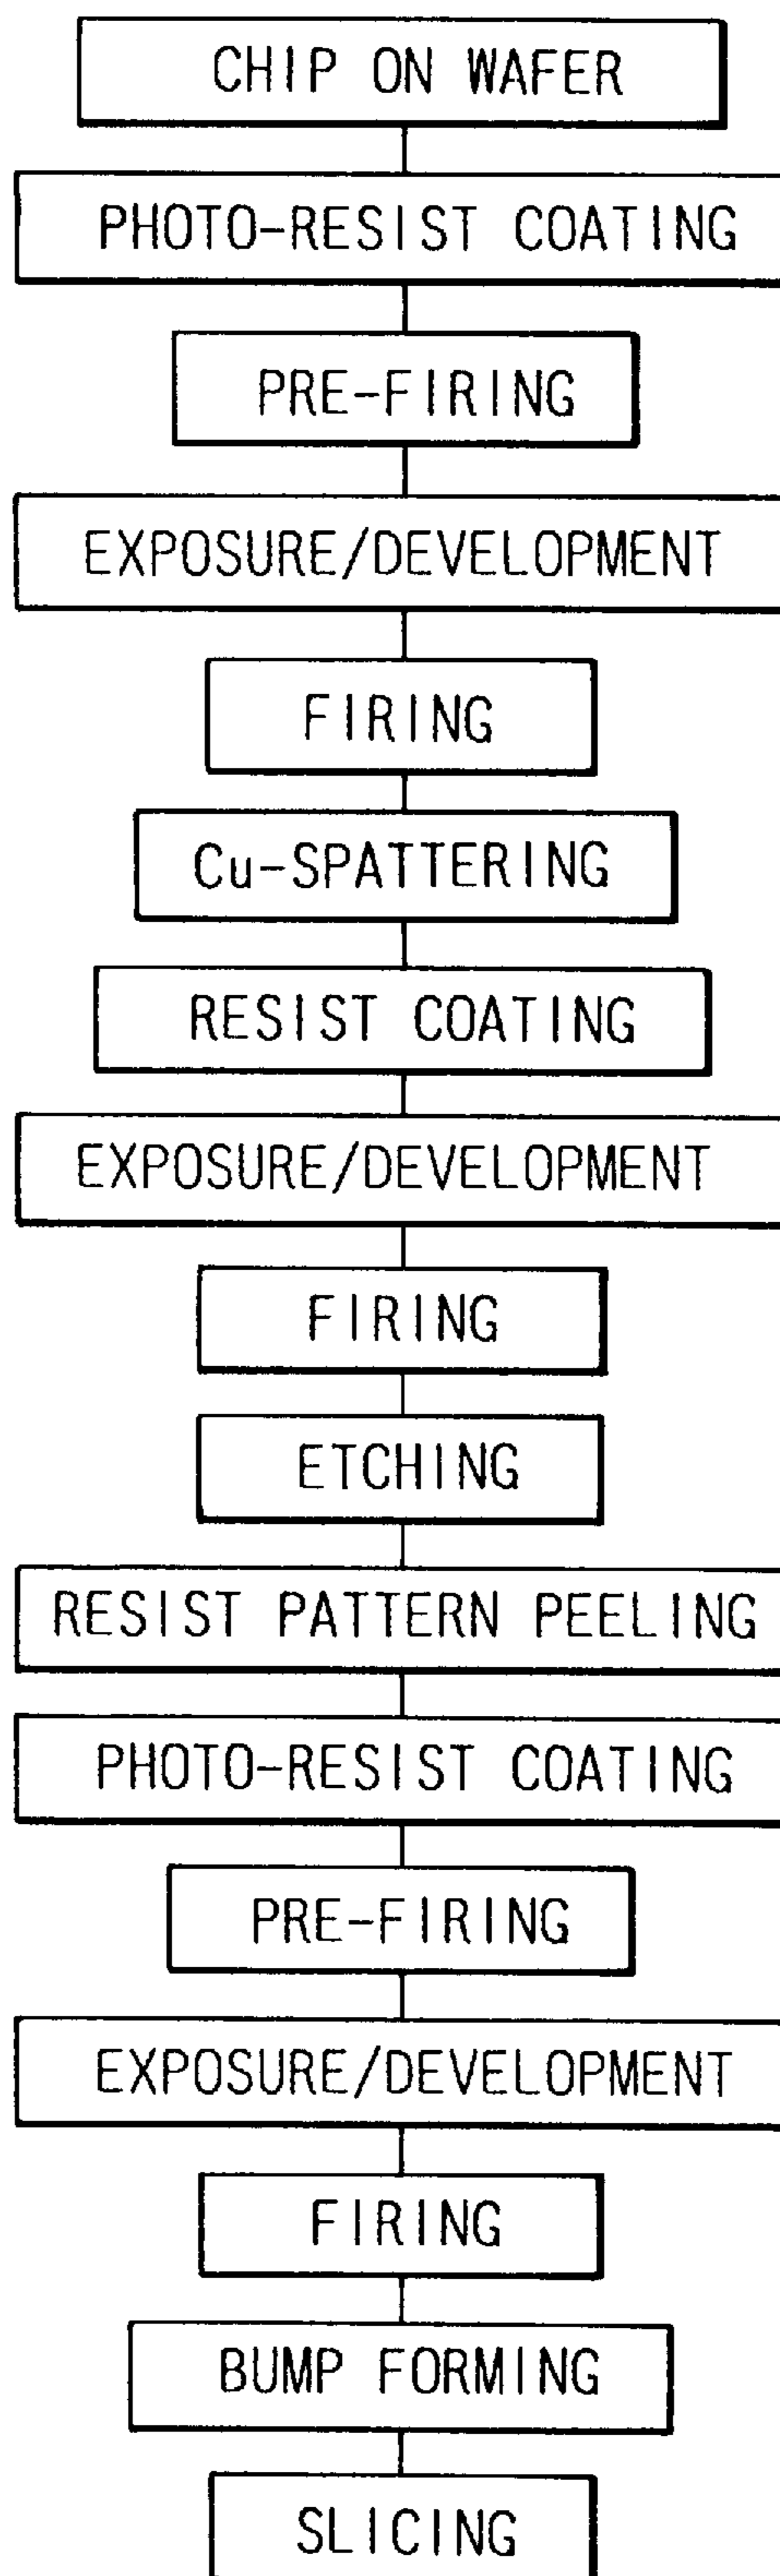 CHIP ON WAFER
PHOTO-RESIST COATING
PRE-FIRING
EXPOSURE/DEVELOPMENT
FIRING
Cu-SPATTERING
RESIST COATING
EXPOSURE/DEVELOPMENT
FIRING
ETCHING
RESIST PATTERN PEELING
PHOTO-RESIST COATING
PRE-FIRING
EXPOSURE/DEVELOPMENT
FIRING
BUMP FORMING
SLICING